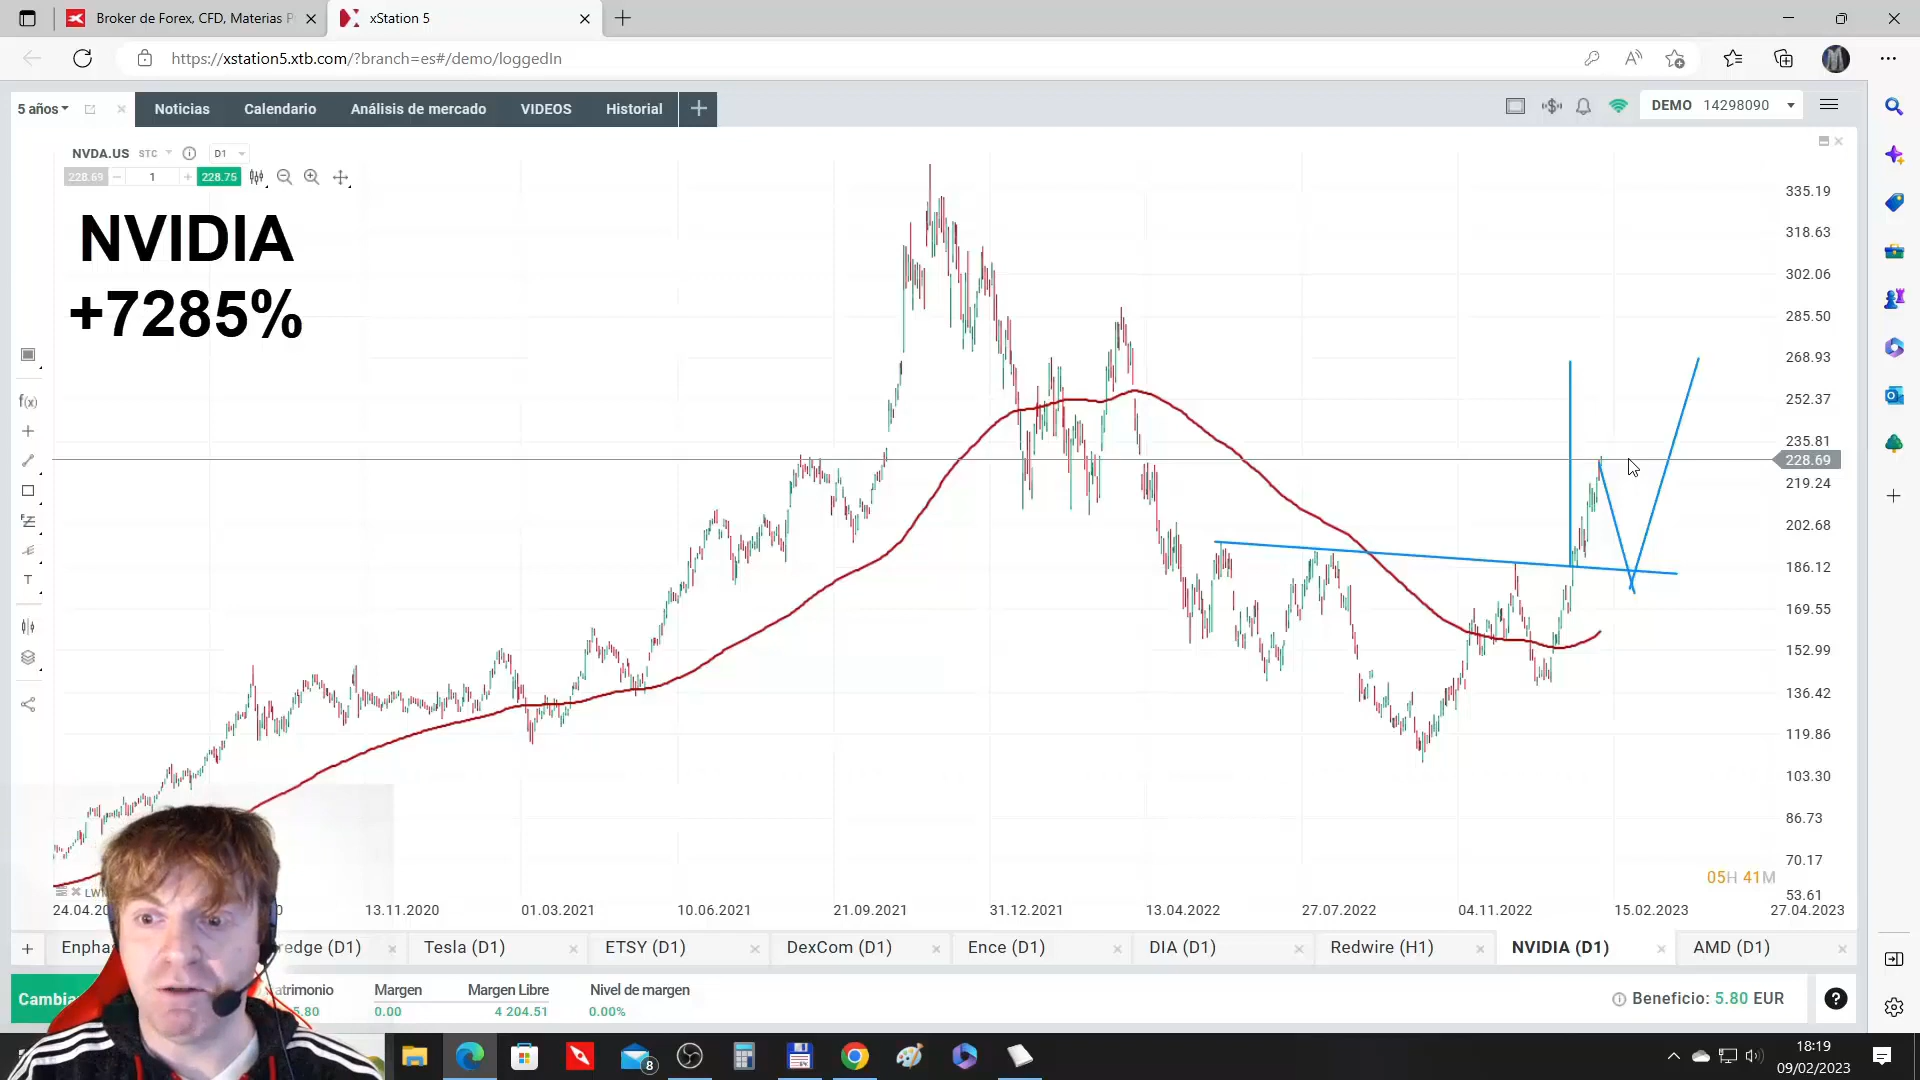 Broker de Forex, CFD, Materias P
xStation 5
https://xstation5.xtb.com/?branch=es#/demo/loggedIn
5 años
Noticias
Calendario
Análisis de mercado
VIDEOS
Historial
DEMO 14298090
NVDA.US STC D1
228.69 1 228.75
NVIDIA
+7285%
335.19
318.63
302.06
285.50
268.93
252.37
235.81
228.69
219.24
202.68
186.12
169.55
152.99
136.42
119.86
103.30
86.73
70.17
53.61
f(x)
T
05H 41M
13.11.2020
01.03.2021
10.06.2021
21.09.2021
31.12.2021
13.04.2022
27.07.2022
04.11.2022
15.02.2023
27.04.2023
Tesla (D1)
ETSY (D1)
DexCom (D1)
Ence (D1)
DIA (D1)
Redwire (H1)
NVIDIA (D1)
AMD (D1)
Margen
Margen Libre
Nivel de margen
0.00
4 204.51
0.00%
Beneficio: 5.80 EUR
8
18:19
09/02/2023